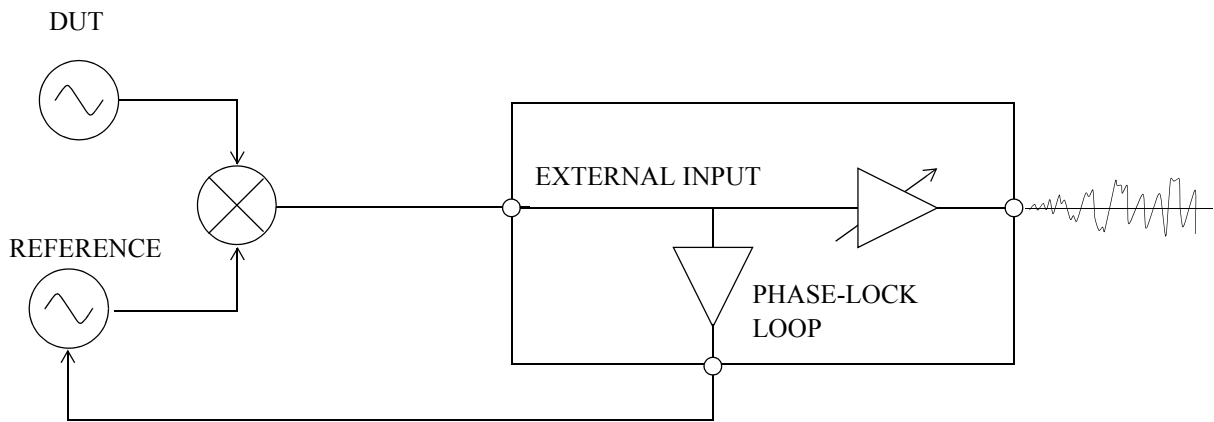 DUT
REFERENCE
EXTERNAL INPUT
PHASE-LOCK
LOOP